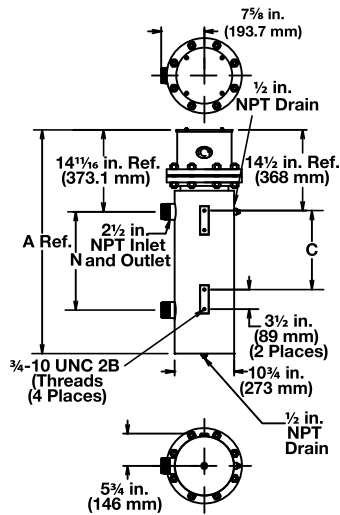 7⅝ in.
(193.7 mm)
½ in.
NPT Drain
14¹¹⁄₁₆ in. Ref.
(373.1 mm)
14½ in. Ref.
(368 mm)
A Ref.
N
2½ in.
NPT Inlet
and Outlet
C
3½ in.
(89 mm)
(2 Places)
¾-10 UNC 2B
(Threads
(4 Places)
10¾ in.
(273 mm)
½ in.
NPT
Drain
5¾ in.
(146 mm)